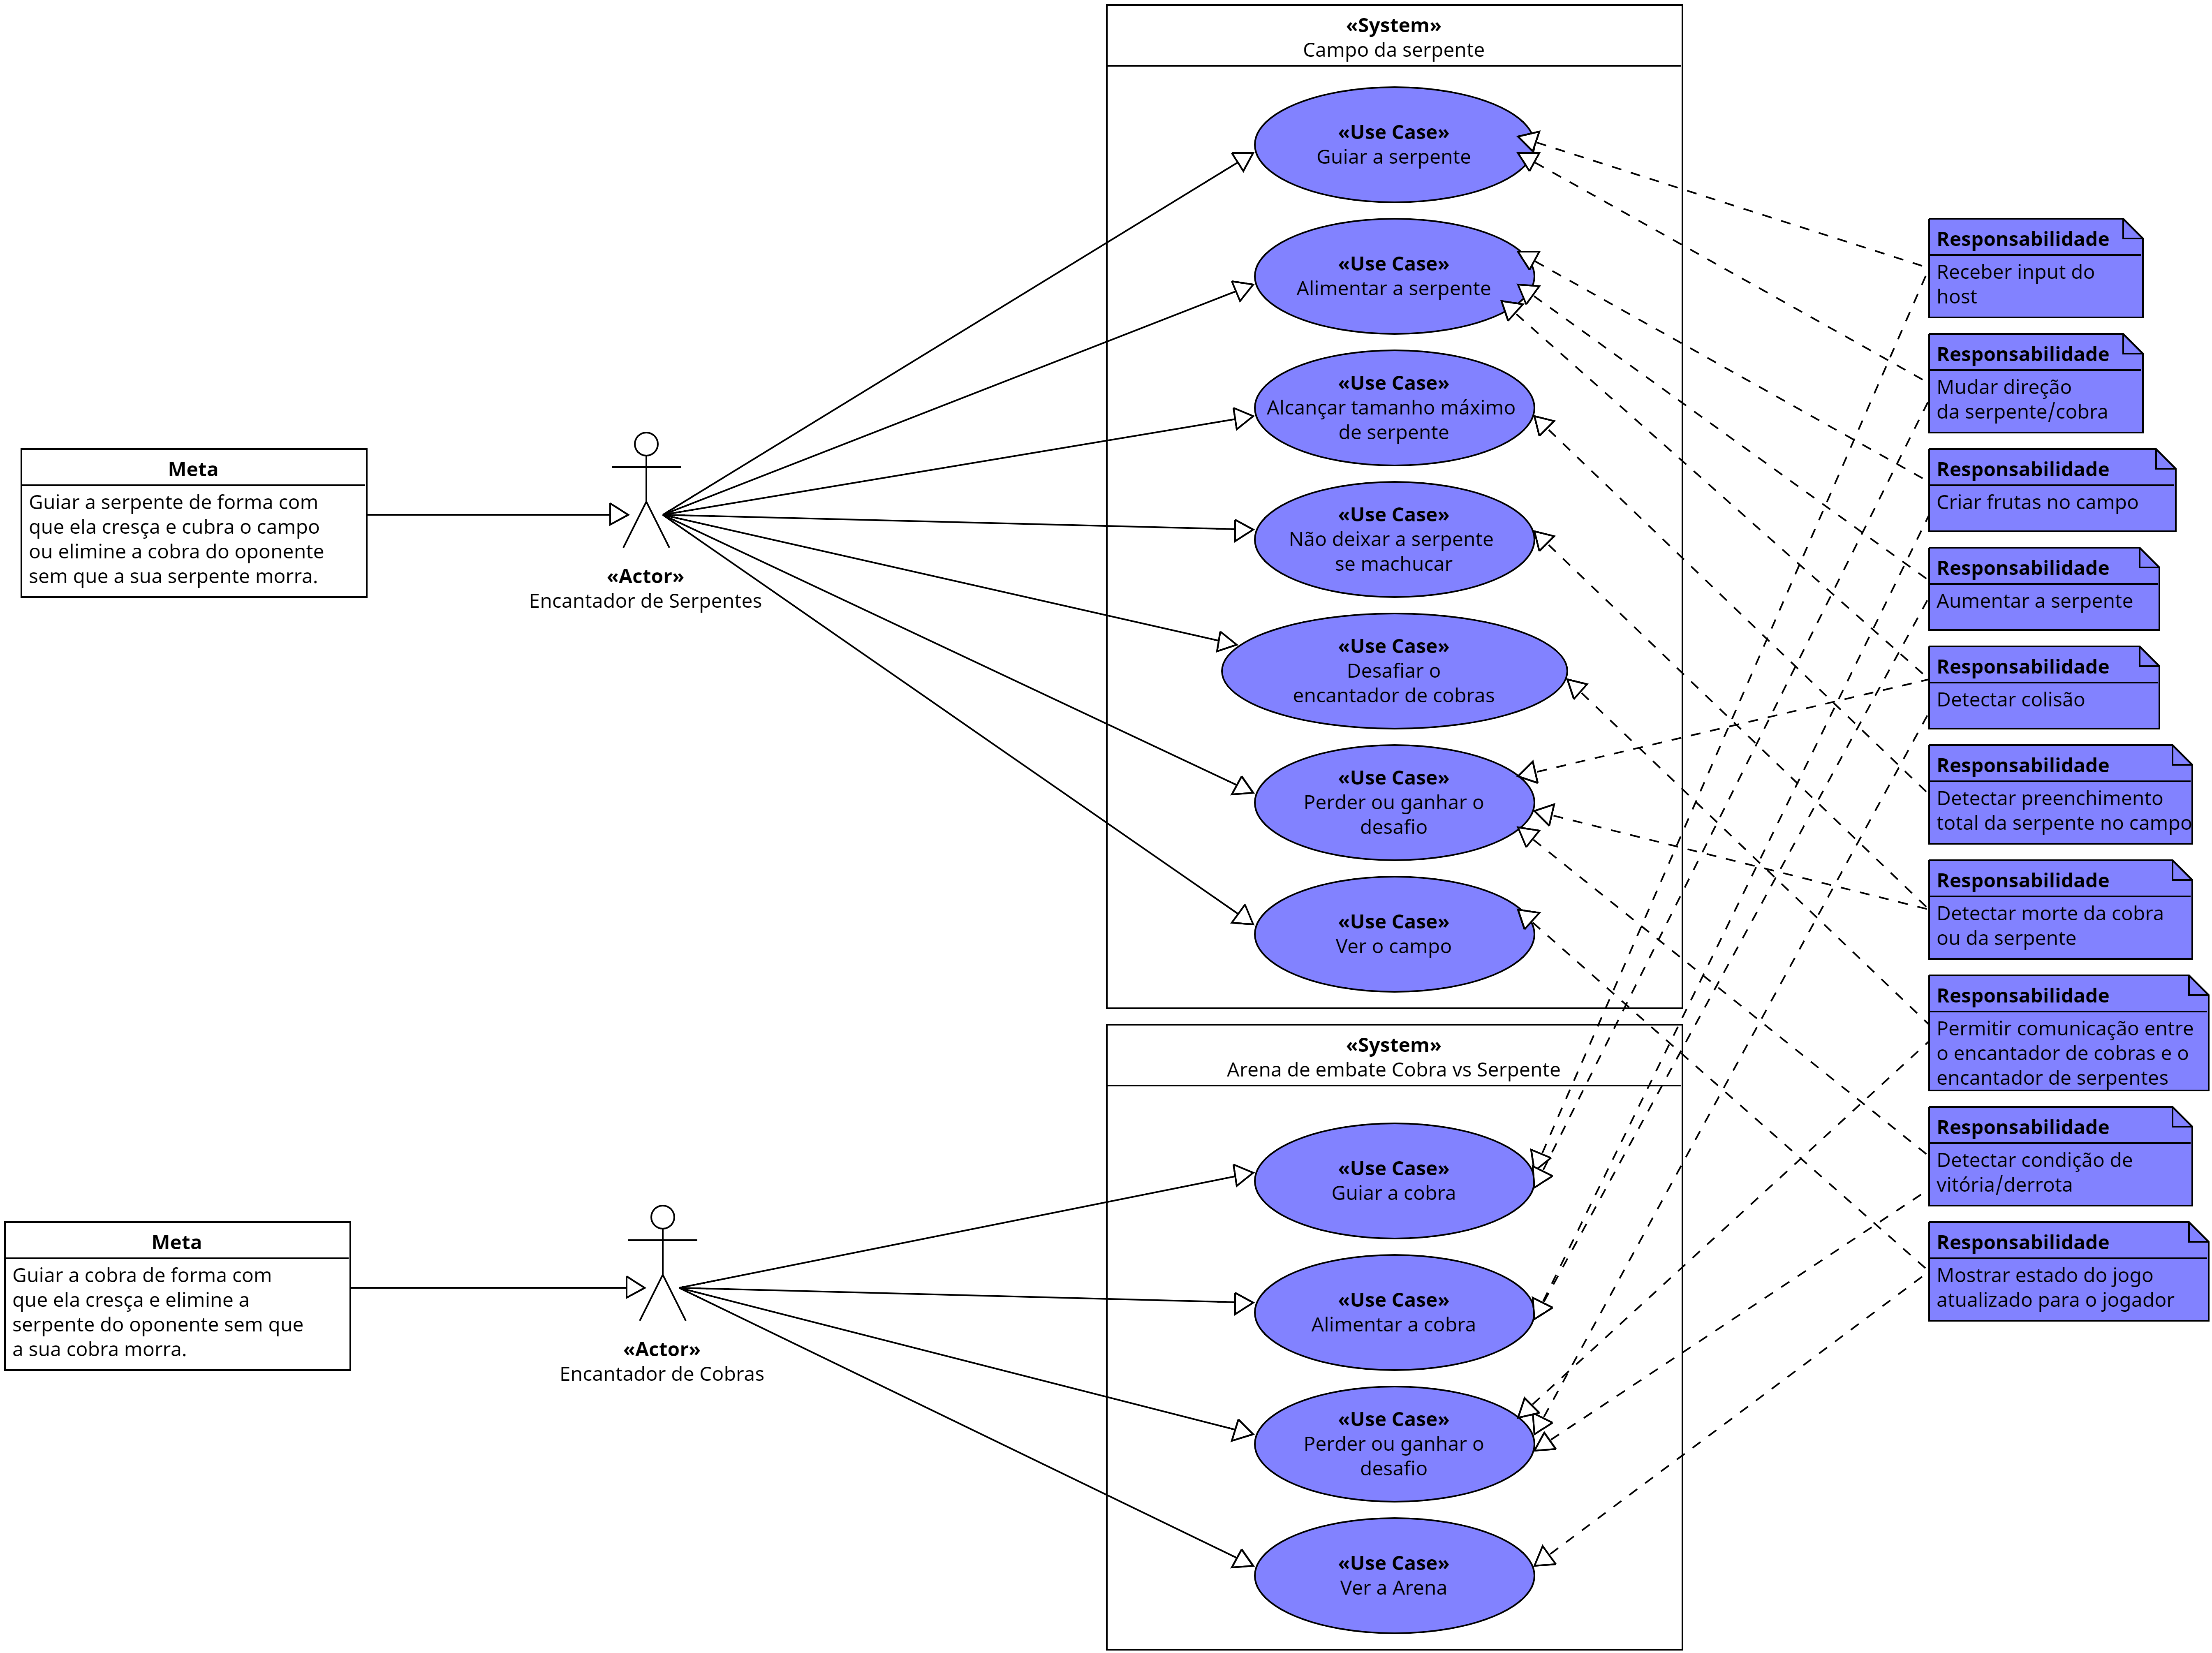 «System»
Campo da serpente
«Use Case»
Guiar a serpente
«Use Case»
Alimentar a serpente
«Use Case»
Alcançar tamanho máximo
de serpente
«Use Case»
Não deixar a serpente
se machucar
«Use Case»
Desafiar o
encantador de cobras
«Use Case»
Perder ou ganhar o
desafio
«Use Case»
Ver o campo
Meta
Guiar a serpente de forma com
que ela cresça e cubra o campo
ou elimine a cobra do oponente
sem que a sua serpente morra.
«Actor»
Encantador de Serpentes
«System»
Arena de embate Cobra vs Serpente
«Use Case»
Guiar a cobra
«Use Case»
Alimentar a cobra
«Use Case»
Perder ou ganhar o
desafio
«Use Case»
Ver a Arena
Meta
Guiar a cobra de forma com
que ela cresça e elimine a
serpente do oponente sem que
a sua cobra morra.
«Actor»
Encantador de Cobras
Responsabilidade
Receber input do
host
Responsabilidade
Mudar direção
da serpente/cobra
Responsabilidade
Criar frutas no campo
Responsabilidade
Aumentar a serpente
Responsabilidade
Detectar colisão
Responsabilidade
Detectar preenchimento
total da serpente no campo
Responsabilidade
Detectar morte da cobra
ou da serpente
Responsabilidade
Permitir comunicação entre
o encantador de cobras e o
encantador de serpentes
Responsabilidade
Detectar condição de
vitória/derrota
Responsabilidade
Mostrar estado do jogo
atualizado para o jogador